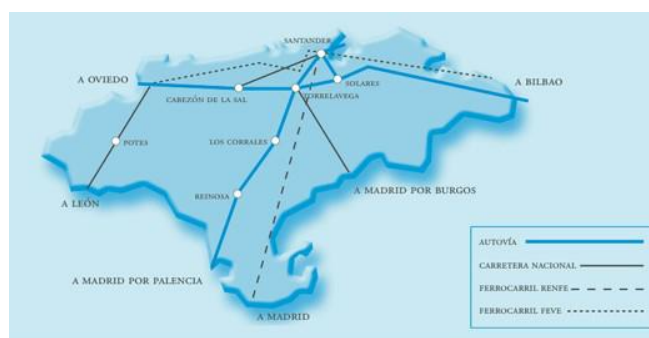 SANTANDER
A OVIEDO
A BILBAO
CABEZÓN DE LA SAL
SOLARES
TORRELAVEGA
POTES
LOS CORRALES
A LEÓN
REINOSA
A MADRID POR BURGOS
A MADRID POR PALENCIA
A MADRID
AUTOVÍA
CARRETERA NACIONAL
FERROCARRIL RENFE
FERROCARRIL FEVE